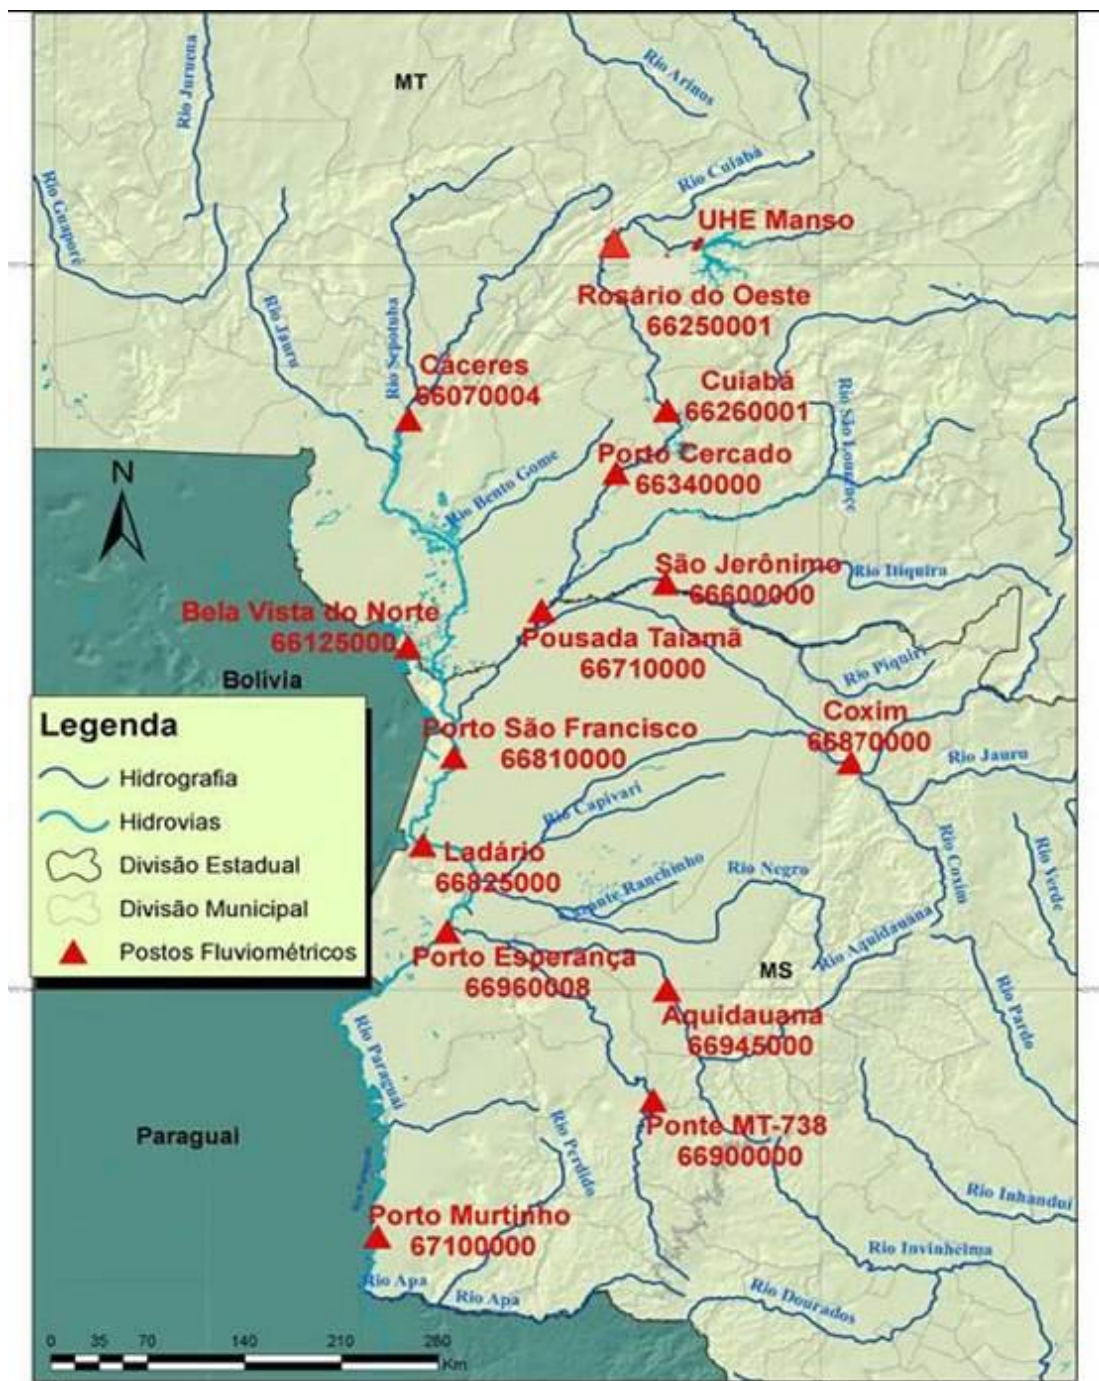 MT
Rio Juruena
Rio Arinos
Rio Guaporé
Rio Cuiabá
UHE Manso
Rosário do Oeste
66250001
Rio Jauru
Rio Sepotuba
Cáceres
66070004
Cuiabá
66260001
Rio São Lourenço
N
Porto Cercado
66340000
Rio Bento Gome
São Jerônimo
66600000
Rio Itiquira
Bela Vista do Norte
66125000
Pousada Taiamã
66710000
Rio Piquiri
Bolívia
Coxim
66870000
Porto São Francisco
66810000
Rio Jauru
Legenda
Hidrografia
Hidrovias
Divisão Estadual
Divisão Municipal
Postos Fluviométricos
Rio Capivari
Ladário
66825000
Ranchinho
Rio Negro
Rio Coxim
Rio Verde
Rio Aquidauana
Porto Esperança
66960008
MS
Aquidauana
66945000
Rio Pardo
Rio Paraguai
Paraguai
Rio Perdido
Ponte MT-738
66900000
Rio Inhanduí
Porto Murtinho
67100000
Rio Invinheima
Rio Apa
Rio Apa
Rio Dourados
0 35 70 140 210 280
Km